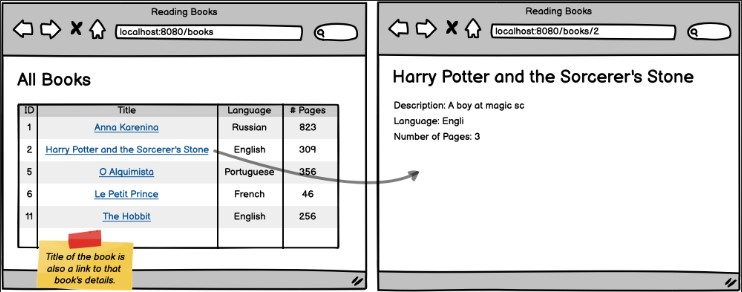 Reading Books
localhost:8080/books
All Books
ID Title Language # Pages
1 Anna Karenina Russian 823
2 Harry Potter and the Sorcerer's Stone English 309
5 O Alquimista Portuguese 356
6 Le Petit Prince French 46
11 The Hobbit English 256
Title of the book is
also a link to that
book's details.
Reading Books
localhost:8080/books/2
Harry Potter and the Sorcerer's Stone
Description: A boy at magic sc
Language: Engli
Number of Pages: 3